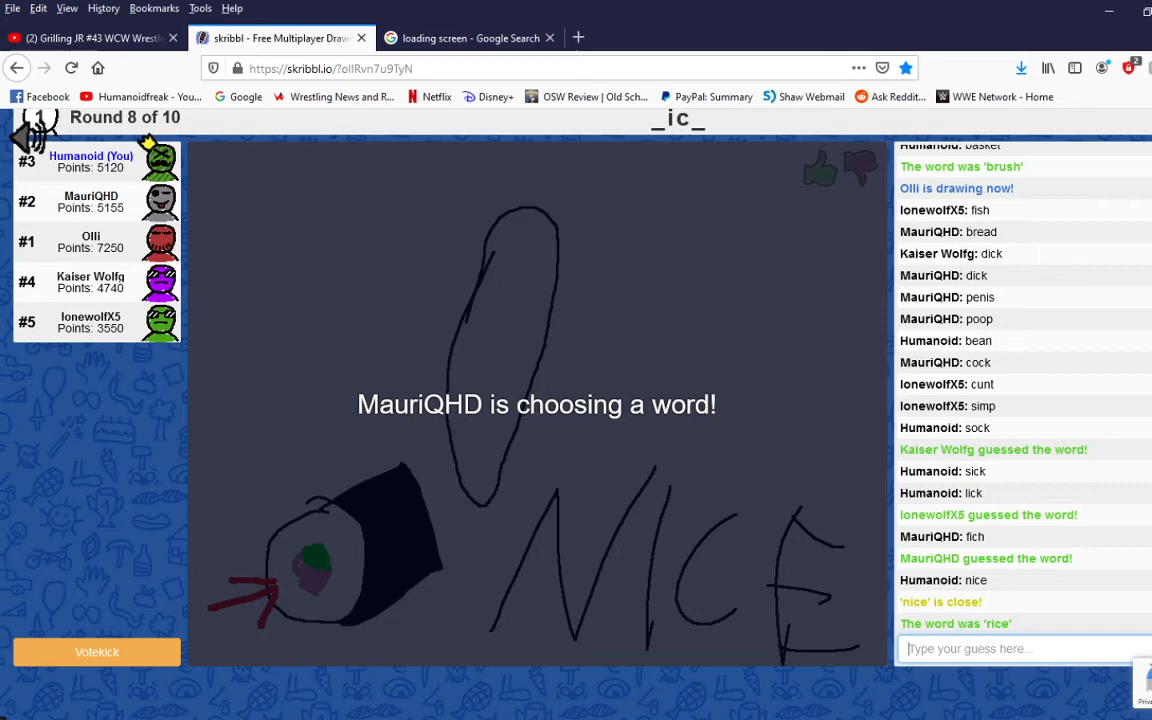 File Edit View History Bookmarks Tools Help
(2) Grilling JR #43 WCW Wrestl
skribbl - Free Multiplayer Drawi
loading screen - Google Search
https://skribbl.io/?olIRvn7u9TyN
2
Facebook Humanoidfreak - You... Google Wrestling News and R... Netflix Disney+ OSW Review | Old Sch... PayPal: Summary Shaw Webmail Ask Reddit... WWE Network - Home
1 Round 8 of 10 _ic_
#3 Humanoid (You)
Points: 5120
#2 MauriQHD
Points: 5155
#1 Olli
Points: 7250
#4 Kaiser Wolfg
Points: 4740
#5 lonewolfX5
Points: 3550
Votekick
MauriQHD is choosing a word!
NICE
Humanoid: basket
The word was 'brush'
Olli is drawing now!
lonewolfX5: fish
MauriQHD: bread
Kaiser Wolfg: dick
MauriQHD: dick
MauriQHD: penis
MauriQHD: poop
Humanoid: bean
MauriQHD: cock
lonewolfX5: cunt
lonewolfX5: simp
Humanoid: sock
Kaiser Wolfg guessed the word!
Humanoid: sick
Humanoid: lick
lonewolfX5 guessed the word!
MauriQHD: fich
MauriQHD guessed the word!
Humanoid: nice
'nice' is close!
The word was 'rice'
Type your guess here...